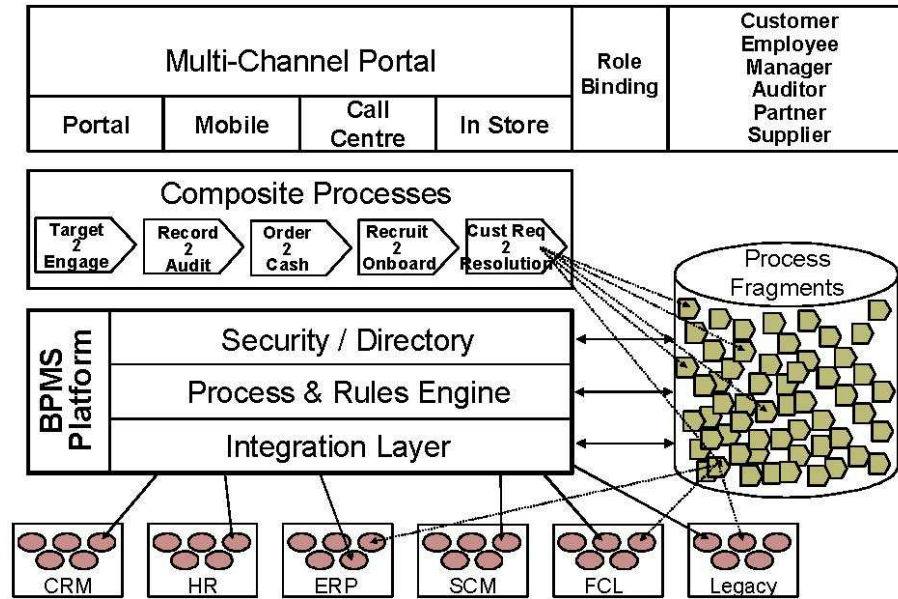 Multi-Channel Portal
Portal
Mobile
Call
Centre
In Store
Role
Binding
Customer
Employee
Manager
Auditor
Partner
Supplier
Composite Processes
Target
2
Engage
Record
2
Audit
Order
2
Cash
Recruit
2
Onboard
Cust Req
2
Resolution
Process
Fragments
BPMS
Platform
Security / Directory
Process & Rules Engine
Integration Layer
CRM
HR
ERP
SCM
FCL
Legacy